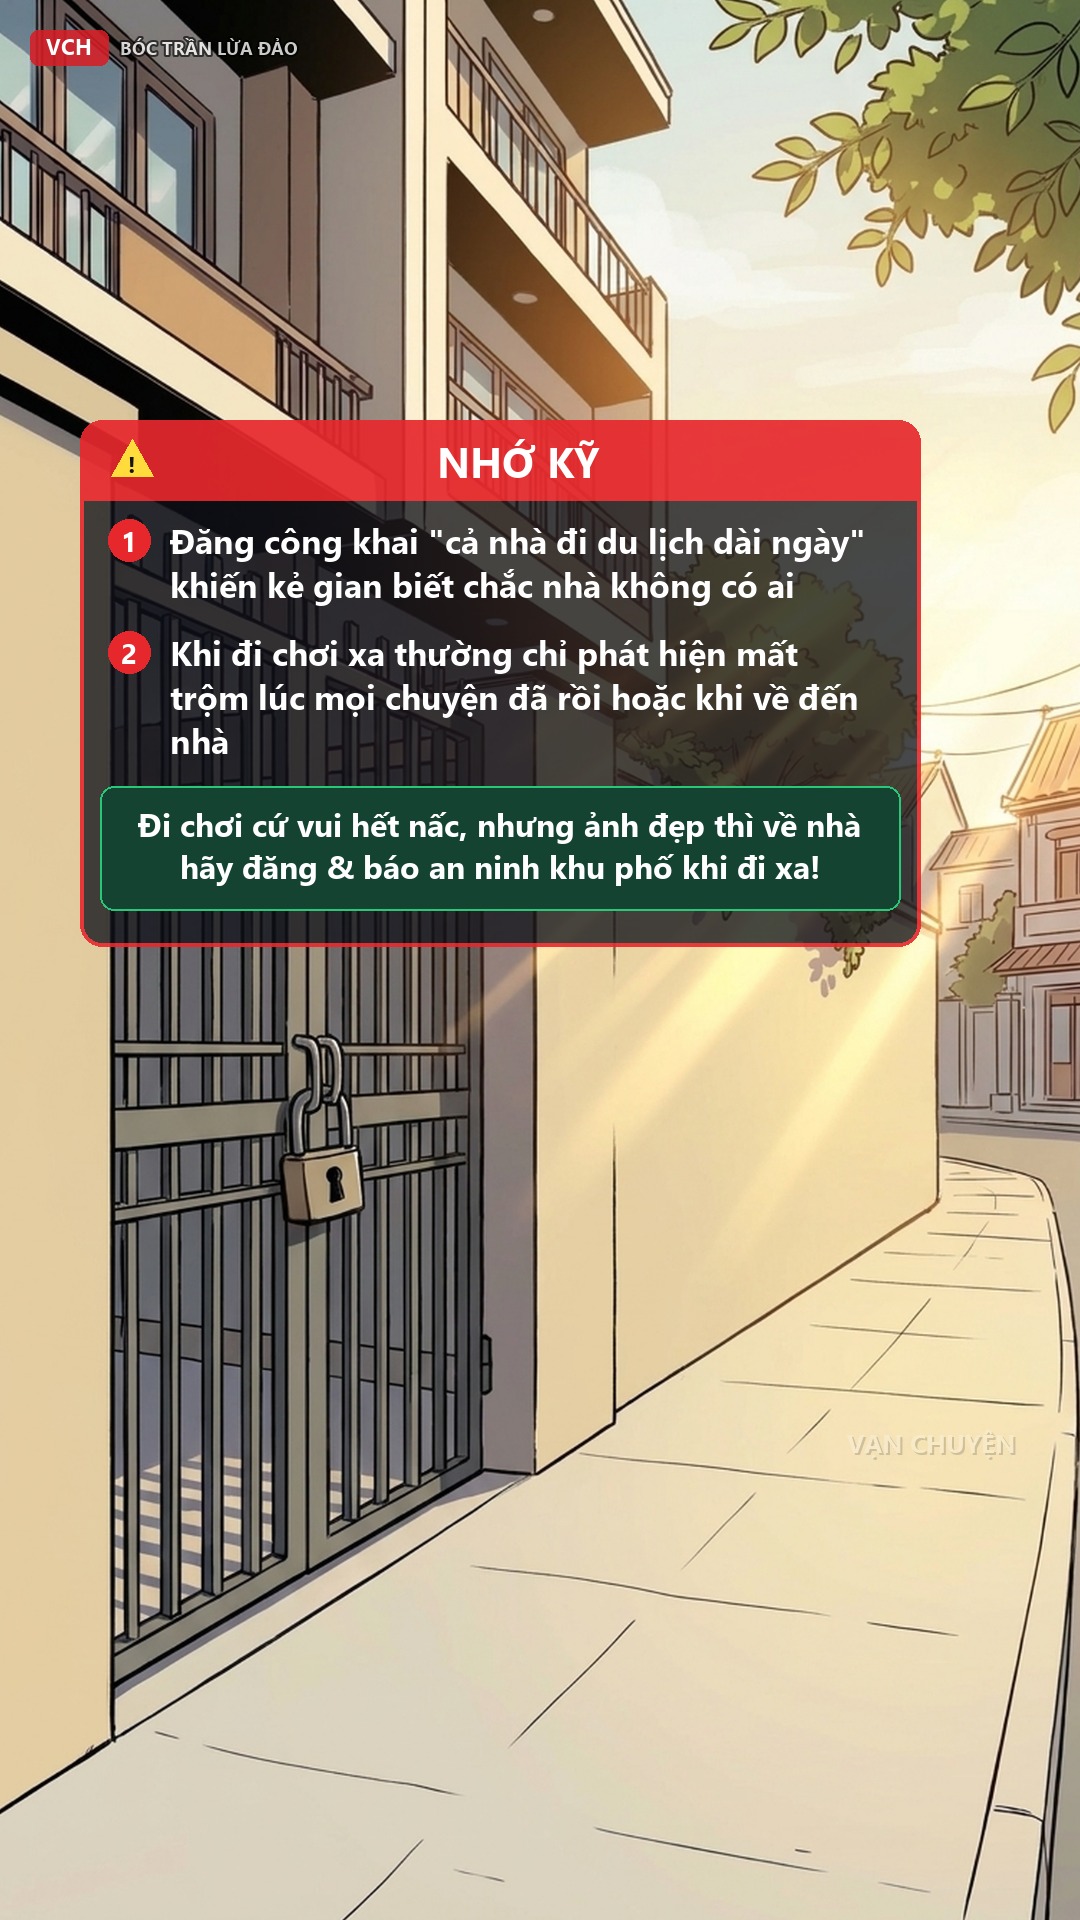 VCH BÓC TRẦN LỪA ĐẢO
NHỚ KỸ
1 Đăng công khai "cả nhà đi du lịch dài ngày"
khiến kẻ gian biết chắc nhà không có ai
2 Khi đi chơi xa thường chỉ phát hiện mất
trộm lúc mọi chuyện đã rồi hoặc khi về đến
nhà
Đi chơi cứ vui hết nấc, nhưng ảnh đẹp thì về nhà
hãy đăng & báo an ninh khu phố khi đi xa!
VẠN CHUYỆN